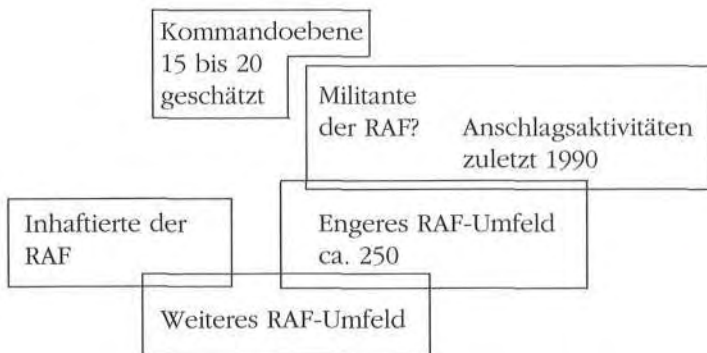 Kommandoebene
15 bis 20
geschätzt
Militante
der RAF? Anschlagsaktivitäten
zuletzt 1990
Inhaftierte der
RAF
Engeres RAF-Umfeld
ca. 250
Weiteres RAF-Umfeld